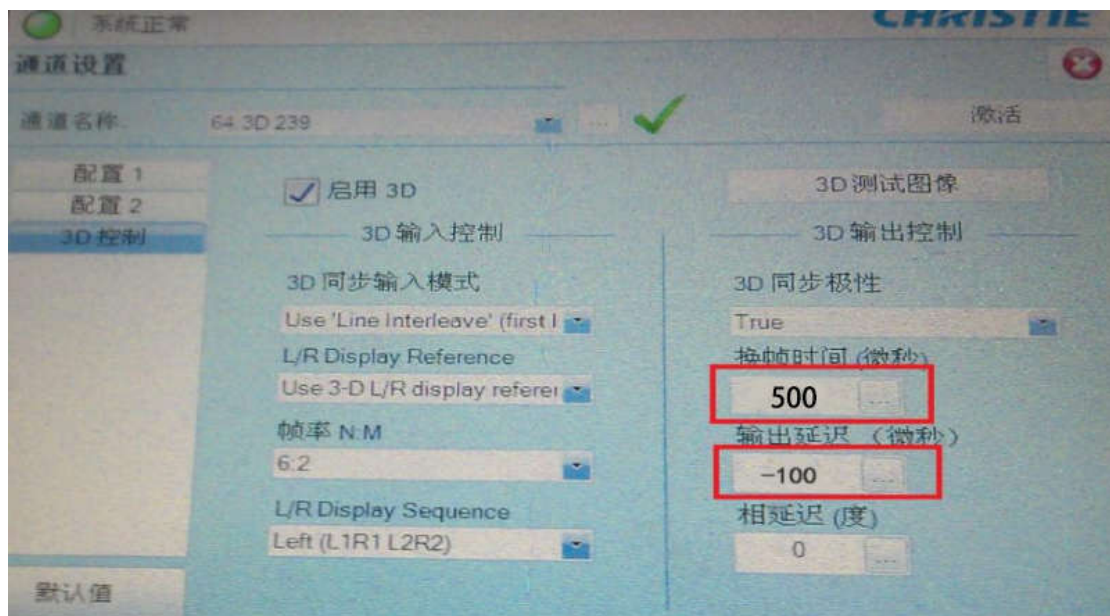 系统正常
CHRISTIE
通道设置
通道名称.
64 3D 239
...
激活
配置 1
配置 2
3D 控制
启用 3D
3D 测试图像
3D 输入控制
3D 输出控制
3D 同步输入模式
Use 'Line Interleave' (first l
3D 同步极性
True
L/R Display Reference
Use 3-D L/R display referer
换帧时间 (微秒)
500
...
帧率 N:M
6:2
输出延迟 （微秒）
-100
...
L/R Display Sequence
Left (L1R1 L2R2)
相延迟 (度)
0
...
默认值